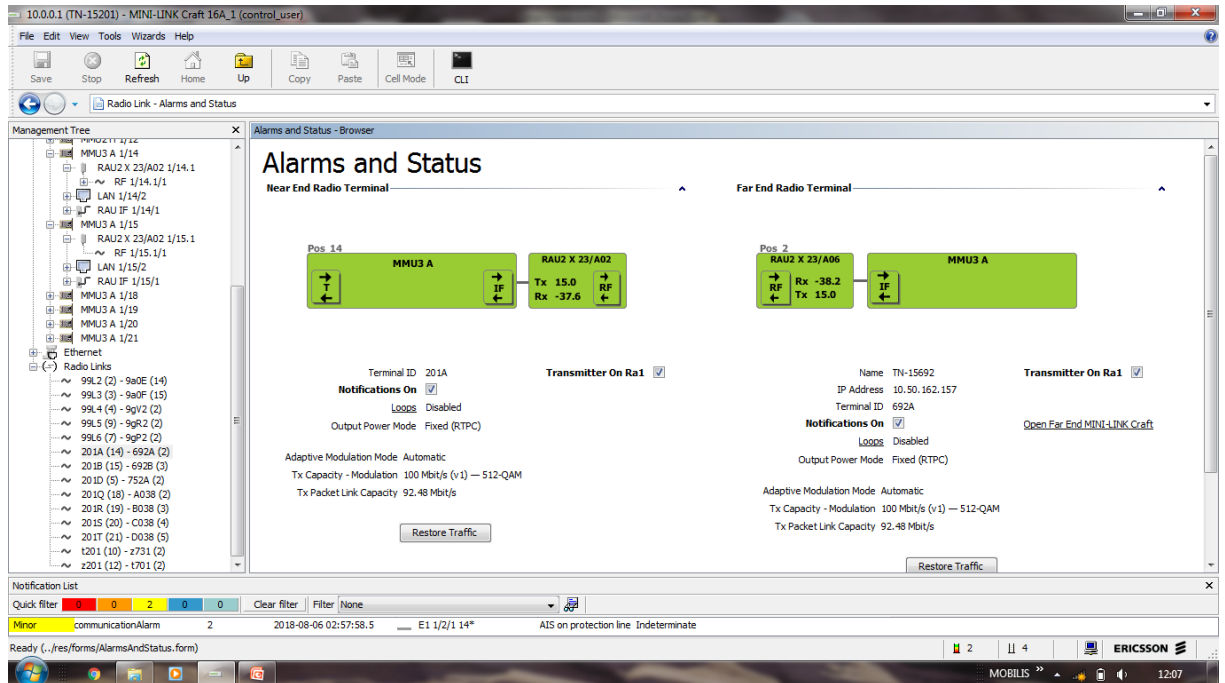 10.0.0.1 (TN-15201) - MINI-LINK Craft 16A_1 (control_user)
File Edit View Tools Wizards Help
Save Stop Refresh Home Up Copy Paste Cell Mode CLI
Radio Link - Alarms and Status
Management Tree X
MMU3 A 1/14
RAU2 X 23/A02 1/14.1
RF 1/14.1/1
LAN 1/14/2
RAU IF 1/14/1
MMU3 A 1/15
RAU2 X 23/A02 1/15.1
RF 1/15.1/1
LAN 1/15/2
RAU IF 1/15/1
MMU3 A 1/18
MMU3 A 1/19
MMU3 A 1/20
MMU3 A 1/21
Ethernet
Radio Links
99L2 (2) - 9a0E (14)
99L3 (3) - 9a0F (15)
99L4 (4) - 9gV2 (2)
99L5 (9) - 9gR2 (2)
99L6 (7) - 9gP2 (2)
201A (14) - 692A (2)
201B (15) - 692B (3)
201D (5) - 752A (2)
201Q (18) - A038 (2)
201R (19) - B038 (3)
201S (20) - C038 (4)
201T (21) - D038 (5)
t201 (10) - z731 (2)
z201 (12) - t701 (2)
Alarms and Status - Browser
Alarms and Status
Near End Radio Terminal
Pos 14
MMU3 A
T
IF
RAU2 X 23/A02
Tx 15.0
Rx -37.6
RF
Terminal ID 201A
Transmitter On Ra1
Notifications On
Loops Disabled
Output Power Mode Fixed (RTPC)
Adaptive Modulation Mode Automatic
Tx Capacity - Modulation 100 Mbit/s (v1) — 512-QAM
Tx Packet Link Capacity 92.48 Mbit/s
Restore Traffic
Far End Radio Terminal
Pos 2
RAU2 X 23/A06
RF
Rx -38.2
Tx 15.0
IF
MMU3 A
Name TN-15692
Transmitter On Ra1
IP Address 10.50.162.157
Terminal ID 692A
Notifications On
Open Far End MINI-LINK Craft
Loops Disabled
Output Power Mode Fixed (RTPC)
Adaptive Modulation Mode Automatic
Tx Capacity - Modulation 100 Mbit/s (v1) — 512-QAM
Tx Packet Link Capacity 92.48 Mbit/s
Restore Traffic
Notification List X
Quick filter 0 0 2 0 0 Clear filter Filter None
Minor communicationAlarm 2 2018-08-06 02:57:58.5 E1 1/2/1 14* AIS on protection line Indeterminate
Ready (../res/forms/AlarmsAndStatus.form) 2 4 ERICSSON
MOBILIS 12:07